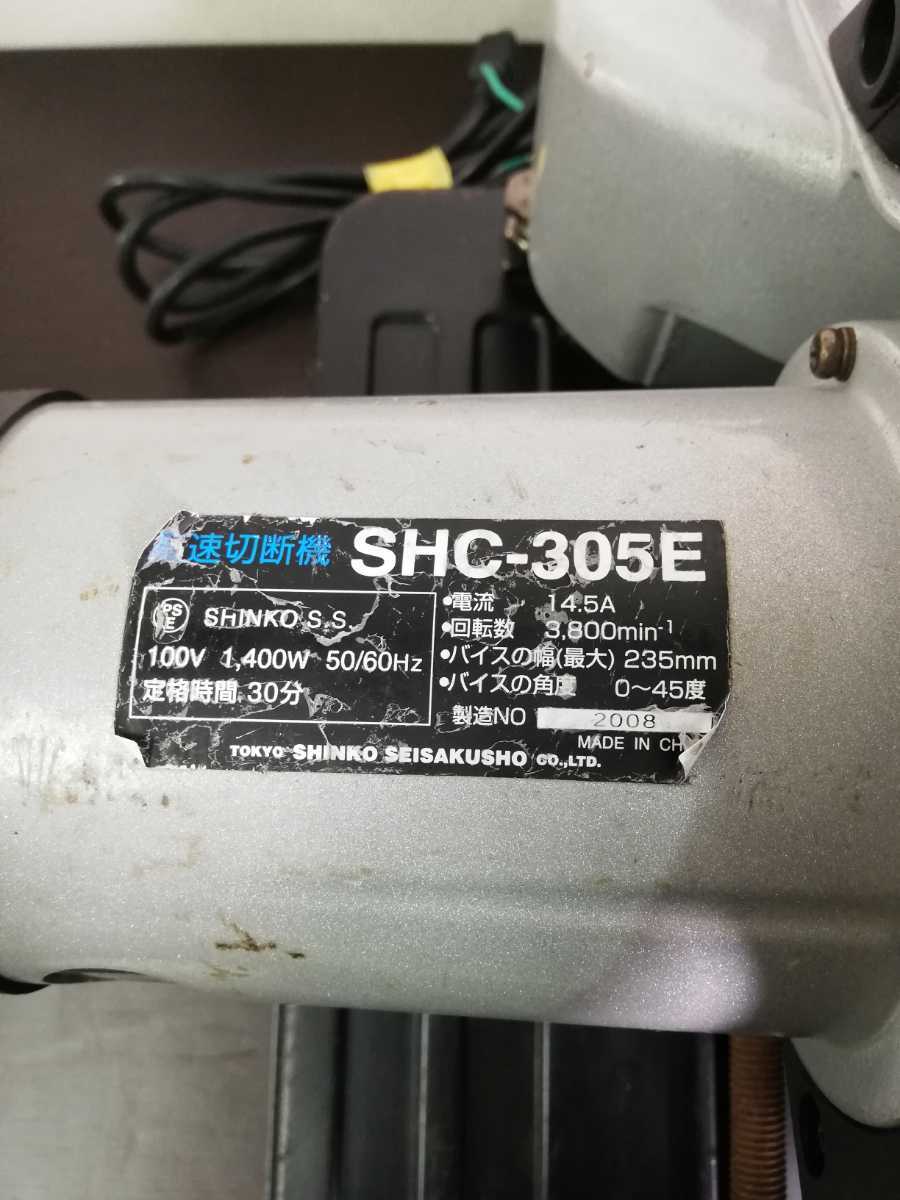 速切断機 SHC-305E
PS E SHINKO S.S.
100V 1,400W 50/60Hz
定格時間 30分
•電流 14.5A
•回転数 3,800min-1
•バイスの幅(最大) 235mm
•バイスの角度 0～45度
製造NO 2008
MADE IN CH
TOKYO SHINKO SEISAKUSHO CO.,LTD.